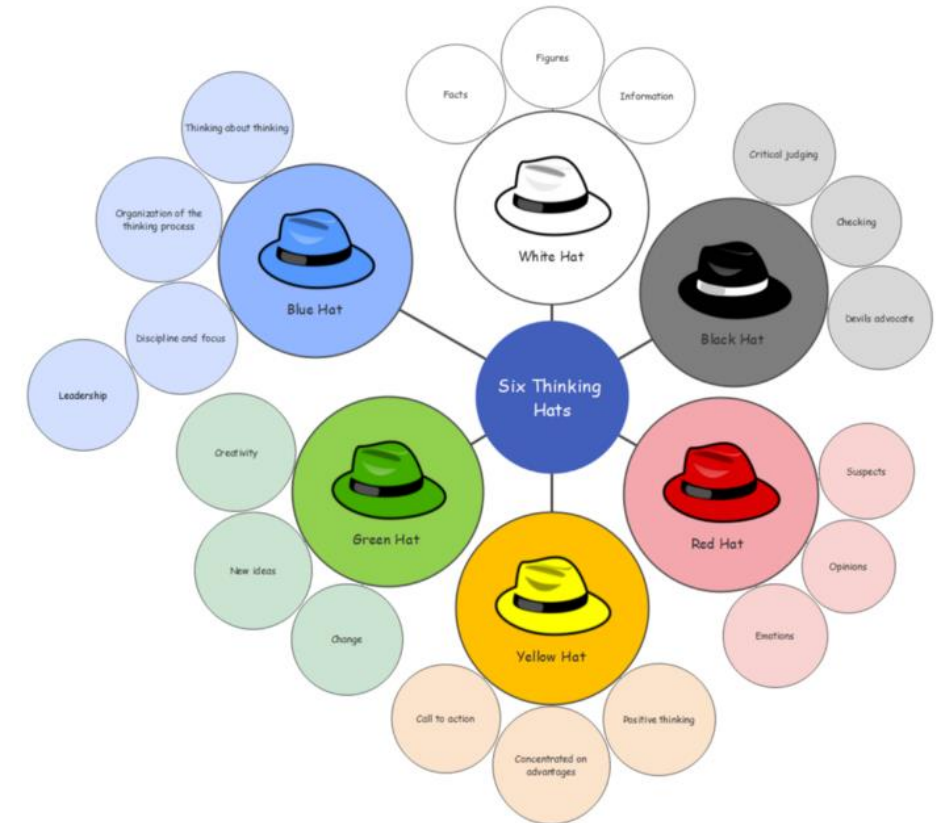 Figures
Facts
Information
White Hat
Thinking about thinking
Organization of the
thinking process
Discipline and focus
Leadership
Blue Hat
Critical judging
Checking
Devils advocate
Black Hat
Six Thinking
Hats
Creativity
New ideas
Change
Green Hat
Suspects
Opinions
Emotions
Red Hat
Yellow Hat
Call to action
Concentrated on
advantages
Positive thinking